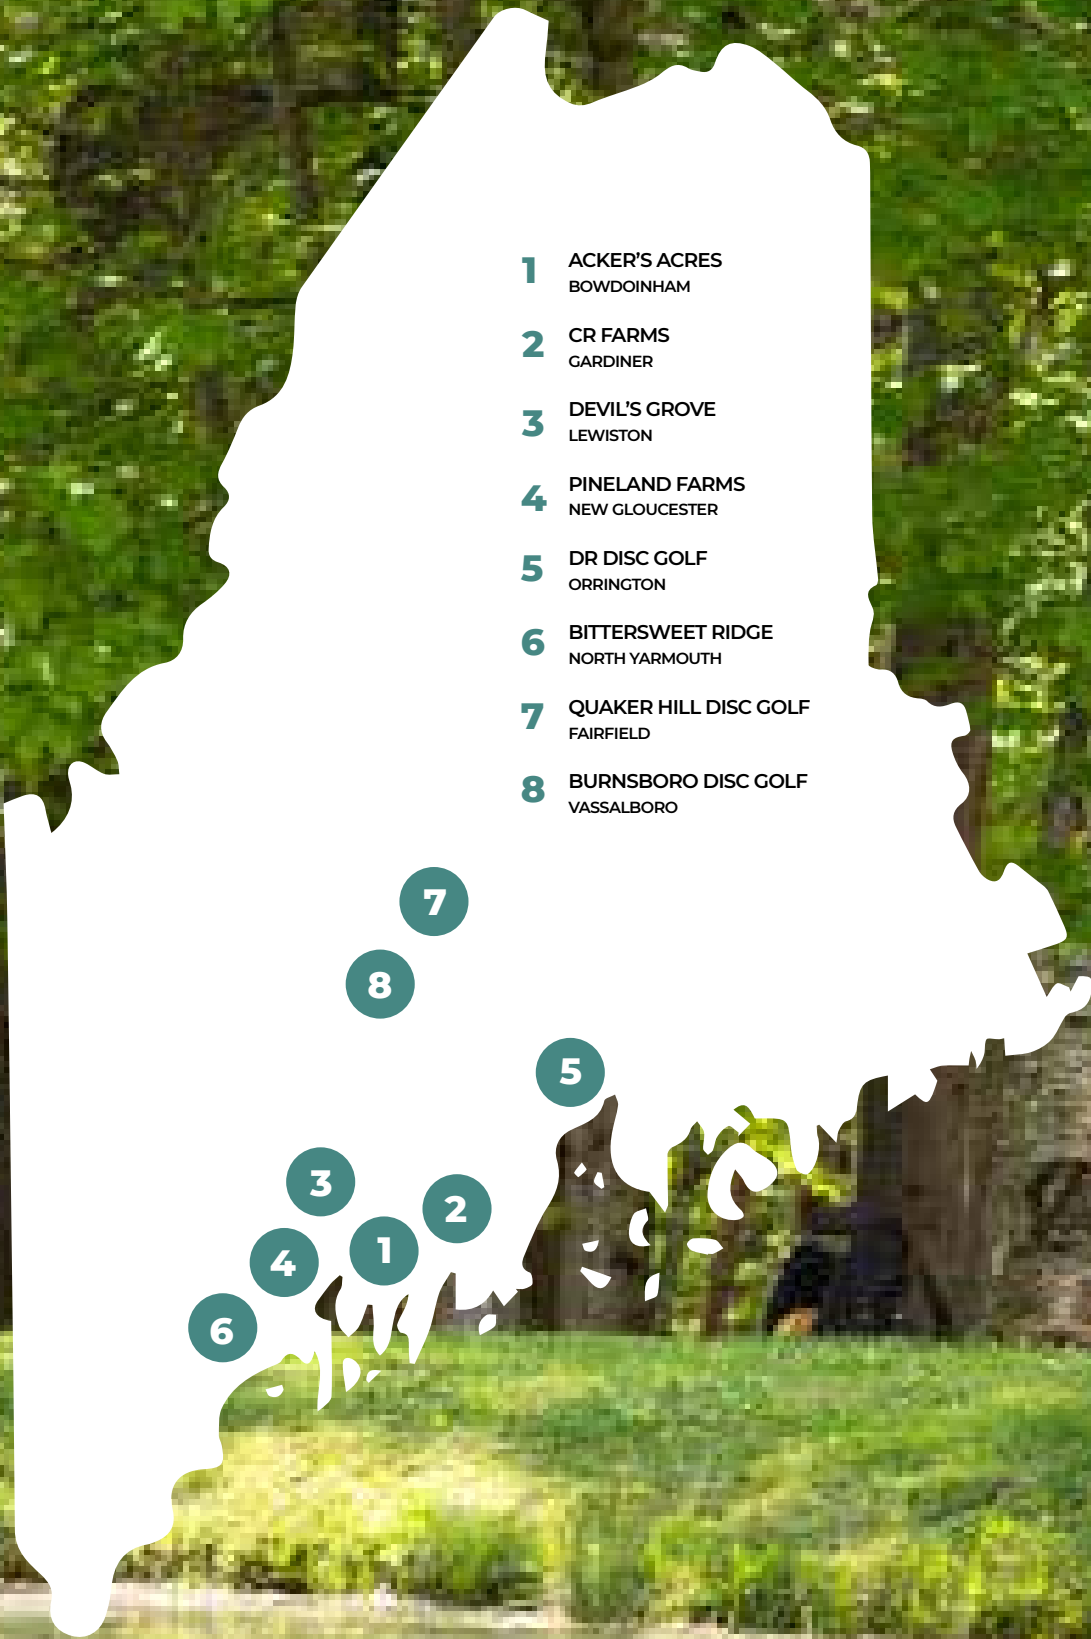 1 ACKER’S ACRES
BOWDOINHAM
2 CR FARMS
GARDINER
3 DEVIL’S GROVE
LEWISTON
4 PINELAND FARMS
NEW GLOUCESTER
5 DR DISC GOLF
ORRINGTON
6 BITTERSWEET RIDGE
NORTH YARMOUTH
7 QUAKER HILL DISC GOLF
FAIRFIELD
8 BURNSBORO DISC GOLF
VASSALBORO
7
8
5
3
2
1
4
6